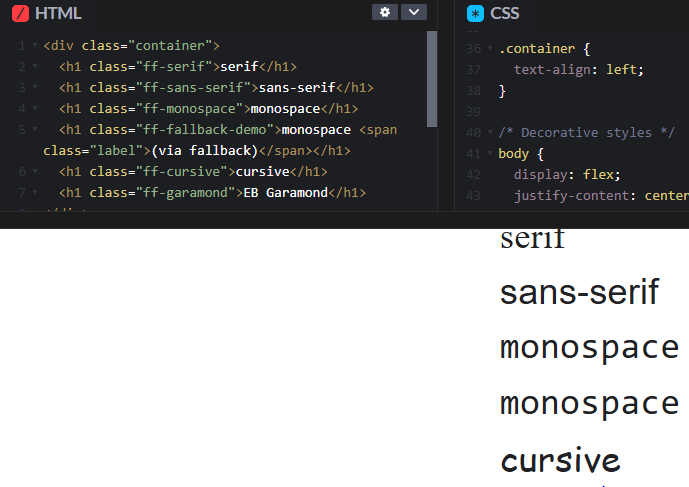 HTML
CSS
1 <div class="container">
2 <h1 class="ff-serif">serif</h1>
3 <h1 class="ff-sans-serif">sans-serif</h1>
4 <h1 class="ff-monospace">monospace</h1>
5 <h1 class="ff-fallback-demo">monospace <span
class="label">(via fallback)</span></h1>
6 <h1 class="ff-cursive">cursive</h1>
7 <h1 class="ff-garamond">EB Garamond</h1>
36 .container {
37 text-align: left;
38 }
39
40 /* Decorative styles */
41 body {
42 display: flex;
43 justify-content: center
serif
sans-serif
monospace
monospace
cursive